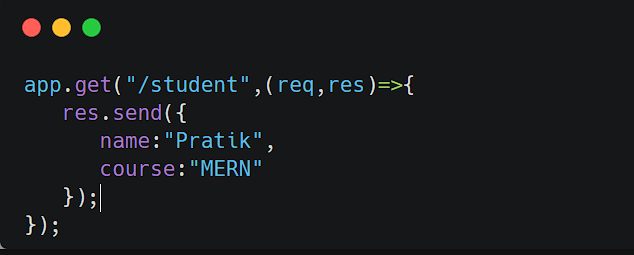 app.get("/student",(req,res)=>{
   res.send({
      name:"Pratik",
      course:"MERN"
   });
});